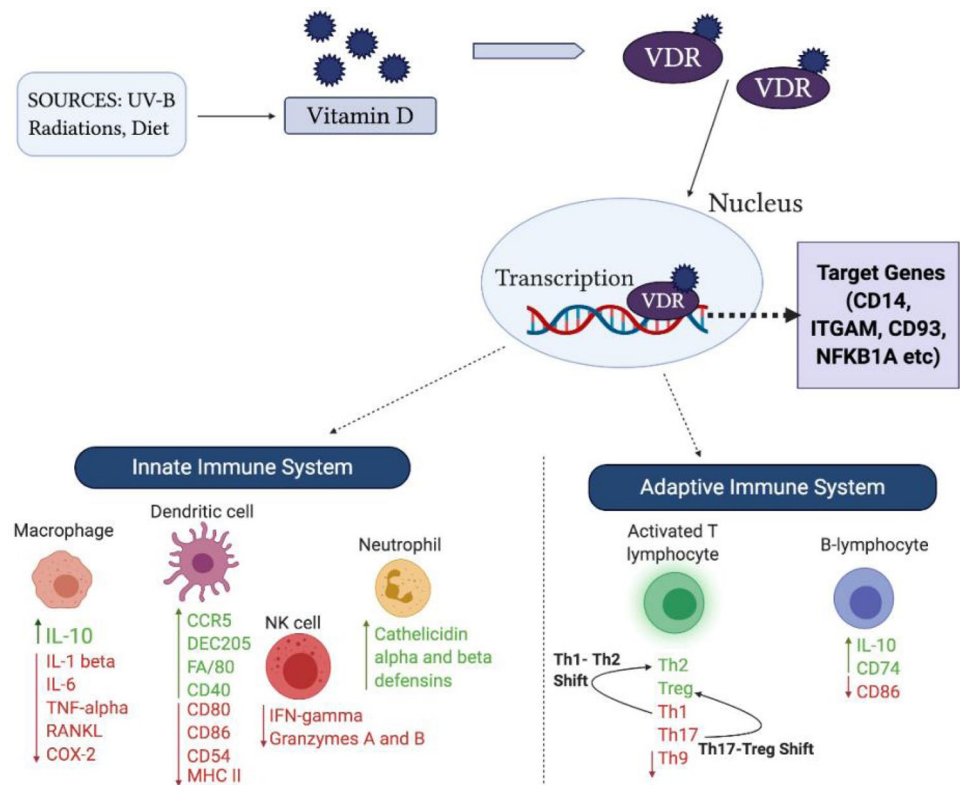 SOURCES: UV-B
Radiations, Diet
Vitamin D
VDR
VDR
Nucleus
Transcription
VDR
Target Genes
(CD14,
ITGAM, CD93,
NFKB1A etc)
Innate Immune System
Macrophage
IL-10
IL-1 beta
IL-6
TNF-alpha
RANKL
COX-2
Dendritic cell
CCR5
DEC205
FA/80
CD40
CD80
CD86
CD54
MHC II
NK cell
IFN-gamma
Granzymes A and B
Neutrophil
Cathelicidin
alpha and beta
defensins
Adaptive Immune System
Activated T
lymphocyte
Th1- Th2
Shift
Th2
Treg
Th1
Th17
Th9
Th17-Treg Shift
B-lymphocyte
IL-10
CD74
CD86